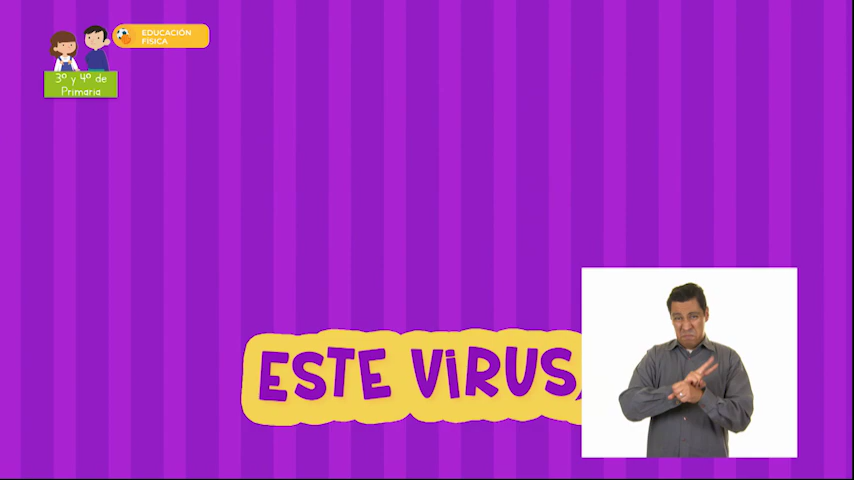 EDUCACIÓN
FÍSICA
3º y 4º de
Primaria
ESTE VIRUS,